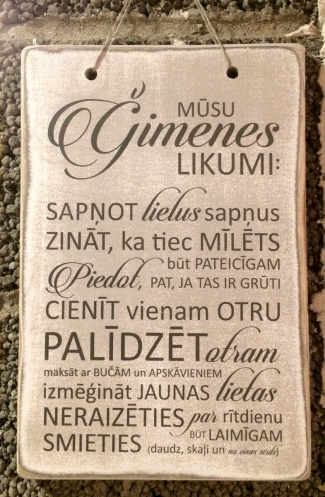 MŪSU
Ģimenes
LIKUMI:
SAPŅOT lielus sapņus
ZINĀT, ka tiec MĪLĒTS
būt PATEICĪGAM
Piedot, PAT, JA TAS IR GRŪTI
CIENĪT vienam OTRU
PALĪDZĒT otram
maksāt ar BUČĀM un APSKĀVIENIEM
izmēģināt JAUNAS lietas
NERAIZĒTIES par rītdienu
BŪT LAIMĪGAM
SMIETIES (daudz, skaļi un no visas sirds)